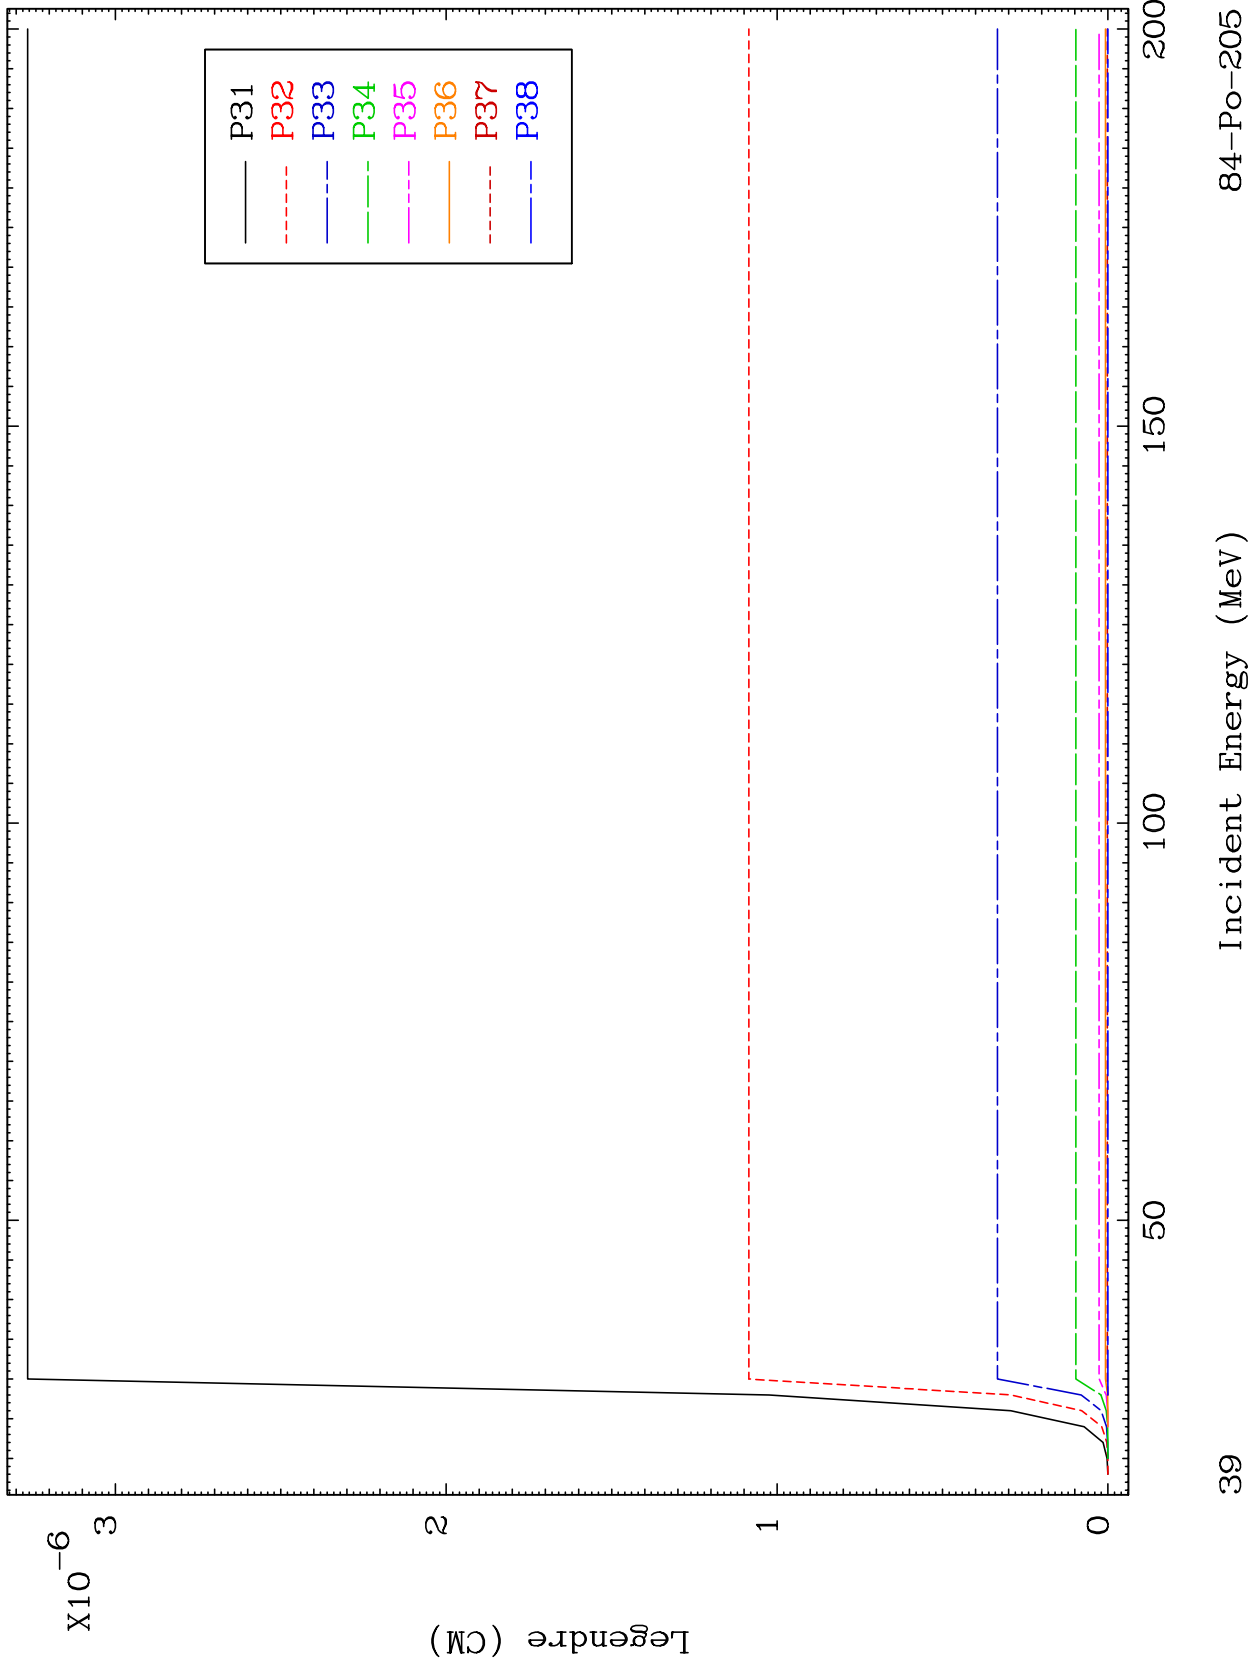 X10-6
3
2
1
0
Legendre (CM)
P31
P32
P33
P34
P35
P36
P37
P38
50
100
150
200
Incident Energy (MeV)
39
84-Po-205